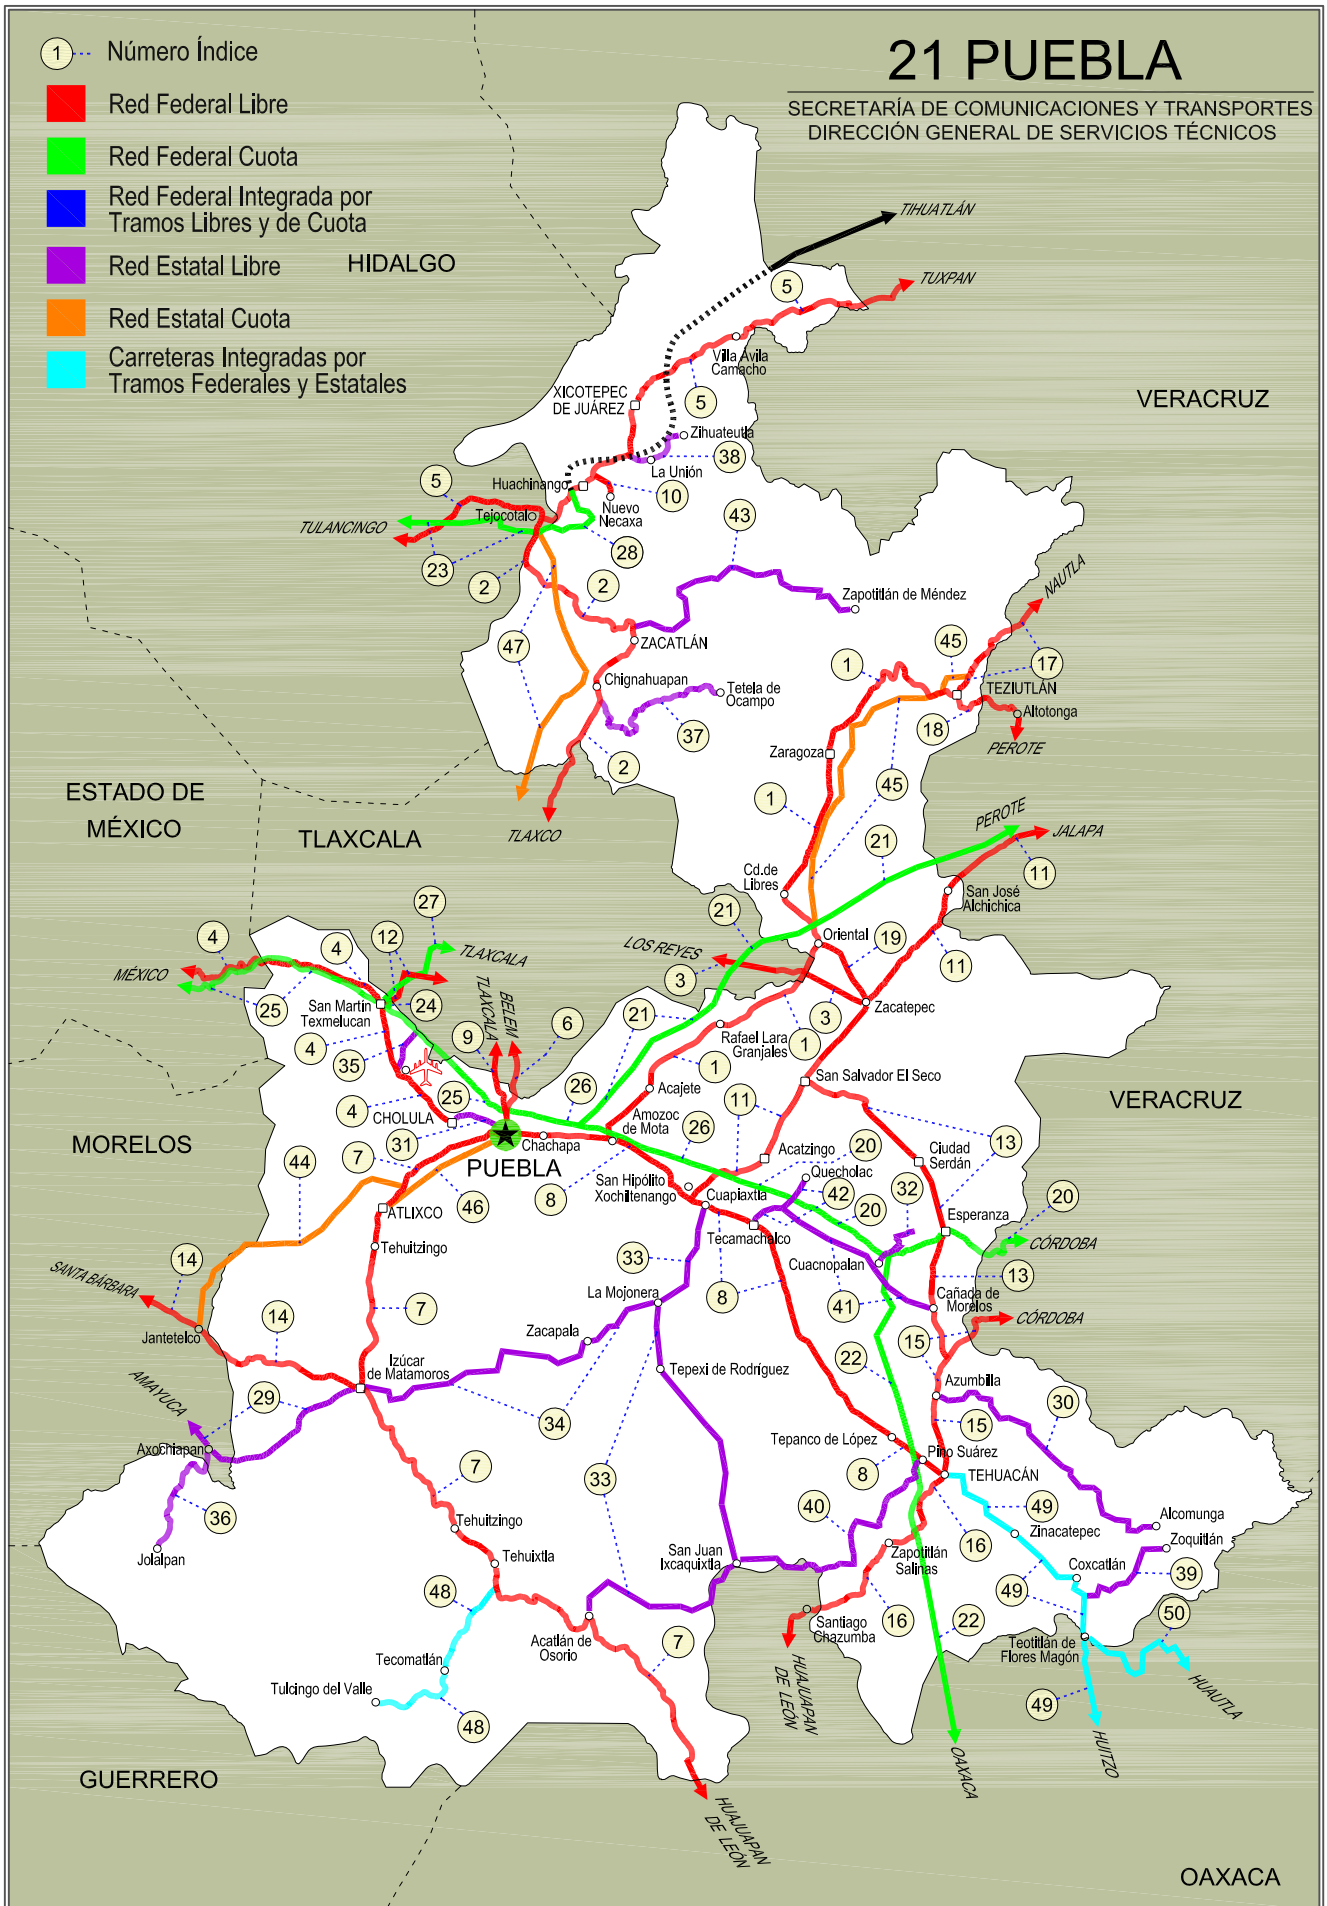 21 PUEBLA
SECRETARÍA DE COMUNICACIONES Y TRANSPORTES
DIRECCIÓN GENERAL DE SERVICIOS TÉCNICOS
1 Número Índice
Red Federal Libre
Red Federal Cuota
Red Federal Integrada por
Tramos Libres y de Cuota
Red Estatal Libre
Red Estatal Cuota
Carreteras Integradas por
Tramos Federales y Estatales
HIDALGO
TIHUATLÁN
TUXPAN
5
Villa Ávila
Camacho
VERACRUZ
XICOTEPEC
DE JUÁREZ
5
Zihuateutla
38
La Unión
Huachinango
10
Nuevo
Necaxa
5
Tejocotal
TULANCINGO
23
28
43
2
2
Zapotitlán de Méndez
NAUTLA
47
ZACATLÁN
45
17
1
Chignahuapan
Tetela de
Ocampo
TEZIUTLÁN
Altotonga
18
PEROTE
37
2
Zaragoza
45
1
ESTADO DE
MÉXICO
TLAXCALA
TLAXCO
PEROTE
JALAPA
21
11
Cd.de
Libres
San José
Alchichica
21
27
4
4
12
LOS REYES
Oriental
19
11
TLAXCALA
MÉXICO
3
25
24
San Martín
Texmelucan
TLAXCALA
BELEM
21
3
Zacatepec
4
9
6
Rafael Lara
Granjales
1
35
1
San Salvador El Seco
4
25
26
Acajete
CHOLULA
VERACRUZ
31
Amozoc
de Mota
26
11
13
MORELOS
Chachapa
PUEBLA
Acatzingo
20
Ciudad
Serdán
44
7
46
8
San Hipólito
Xochiltenango
Quecholac
42
32
ATLIXCO
Cuapiaxtla
20
Esperanza
20
Tecamachalco
CÓRDOBA
Tehuitzingo
33
Cuacnopalan
14
SANTA BÁRBARA
13
La Mojonera
8
41
Cañada de
Morelos
CÓRDOBA
7
14
Jantetelco
Zacapala
Izúcar
de Matamoros
Tepexi de Rodríguez
22
15
AMAYUCA
29
Azumbilla
34
30
15
Axochiapan
Tepanco de López
Pino Suárez
7
33
8
TEHUACÁN
36
40
49
Alcomunga
Tehuitzingo
Zinacatepec
Zoquitlán
Jolalpan
Tehuixtla
San Juan
Ixcaquixtla
Zapotitlán
Salinas
16
Coxcatlán
39
48
49
16
22
50
Acatlán de
Osorio
7
Santiago
Chazumba
Teotitlán de
Flores Magón
Tecomatlán
HUAJUAPAN
DE LEÓN
HUAUTLA
Tulcingo del Valle
48
49
OAXACA
HUITZO
GUERRERO
HUAJUAPAN
DE LEÓN
OAXACA